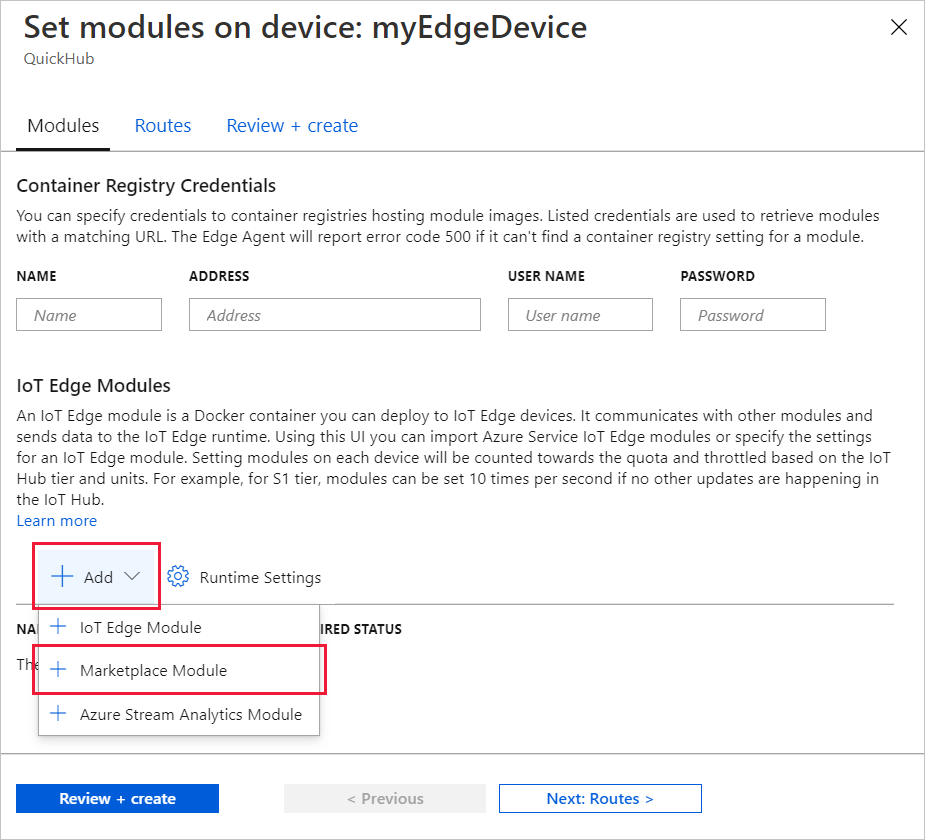 Set modules on device: myEdgeDevice
QuickHub
Modules Routes Review + create
Container Registry Credentials
You can specify credentials to container registries hosting module images. Listed credentials are used to retrieve modules
with a matching URL. The Edge Agent will report error code 500 if it can't find a container registry setting for a module.
NAME ADDRESS USER NAME PASSWORD
Name Address User name Password
IoT Edge Modules
An IoT Edge module is a Docker container you can deploy to IoT Edge devices. It communicates with other modules and
sends data to the IoT Edge runtime. Using this UI you can import Azure Service IoT Edge modules or specify the settings
for an IoT Edge module. Setting modules on each device will be counted towards the quota and throttled based on the IoT
Hub tier and units. For example, for S1 tier, modules can be set 10 times per second if no other updates are happening in
the IoT Hub.
Learn more
Add Runtime Settings
IoT Edge Module
STATUS
Marketplace Module
Azure Stream Analytics Module
Review + create < Previous Next: Routes >